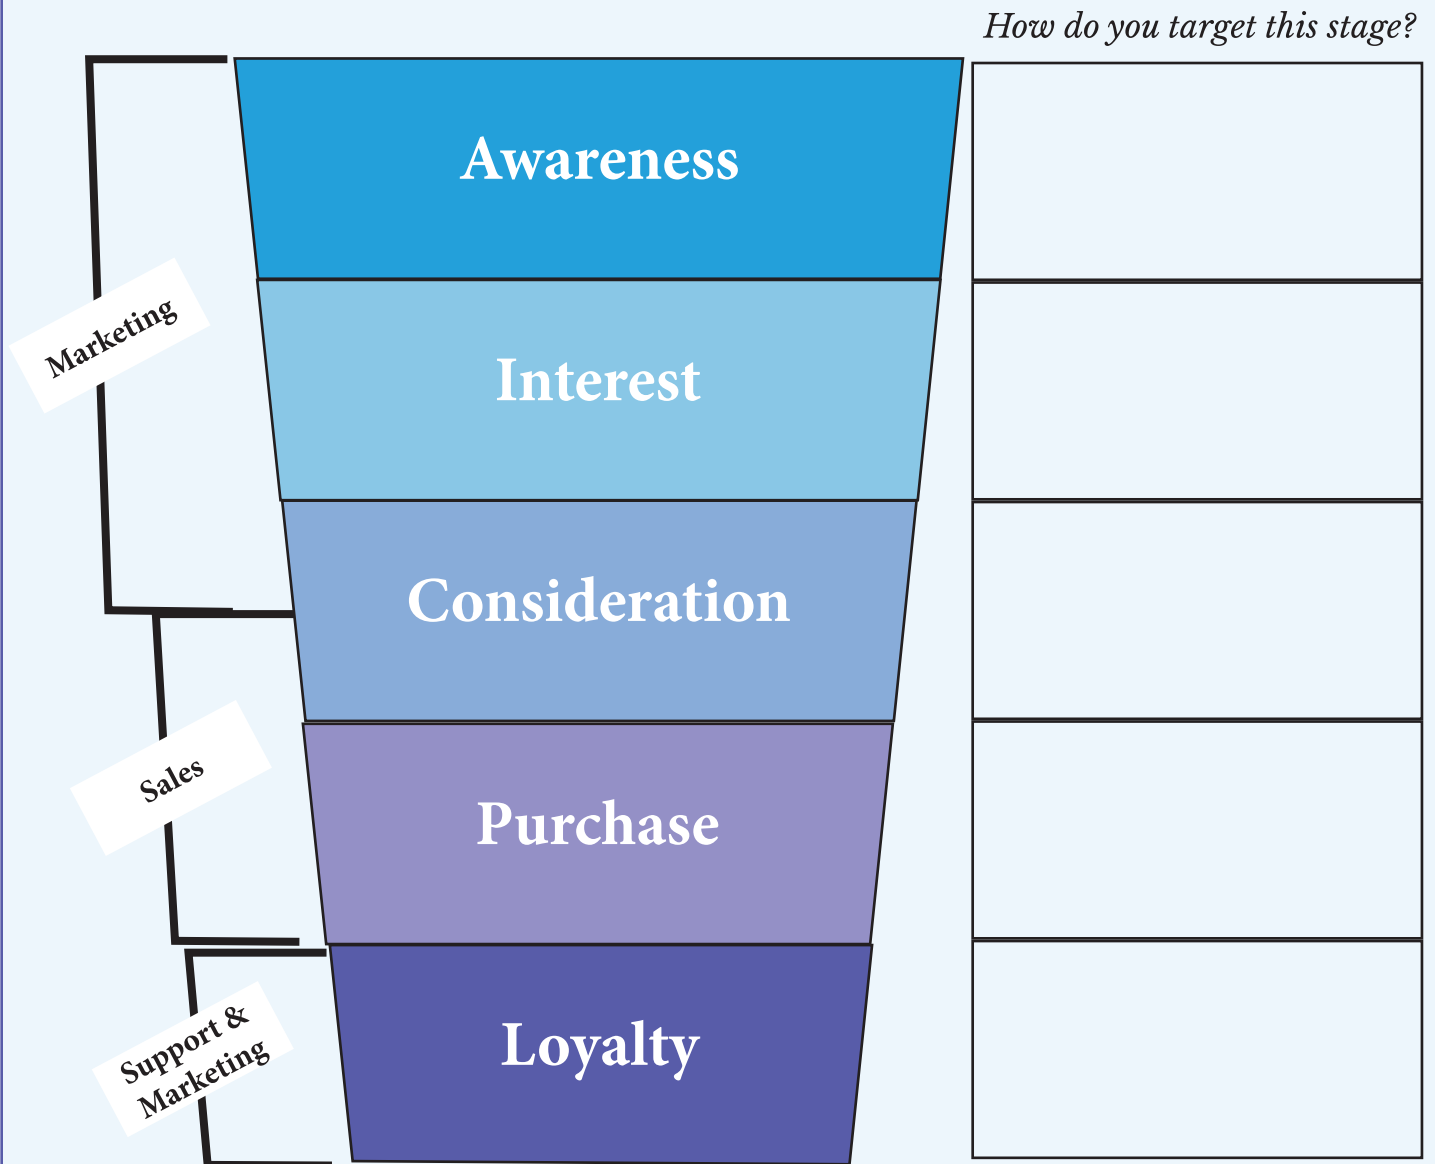 How do you target this stage?
Awareness
Interest
Marketing
Consideration
Purchase
Sales
Loyalty
Support &
Marketing